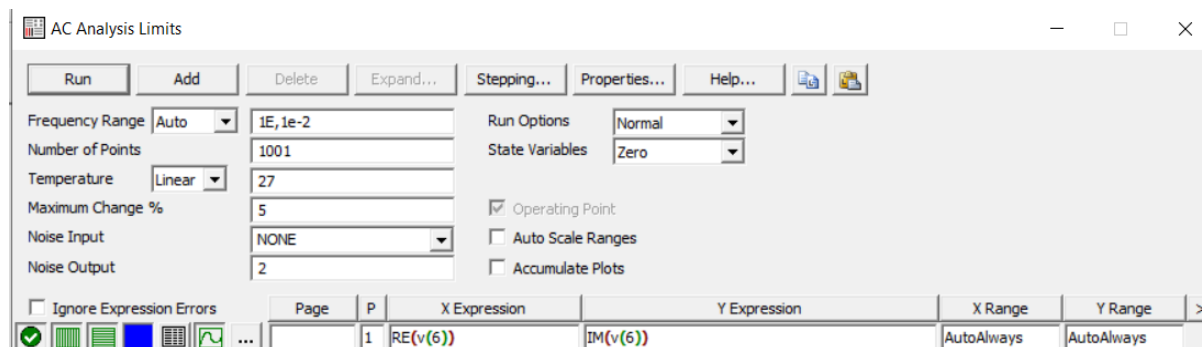 AC Analysis Limits
Run Add Delete Expand... Stepping... Properties... Help...
Frequency Range Auto 1E,1e-2 Run Options Normal
Number of Points 1001 State Variables Zero
Temperature Linear 27
Maximum Change % 5 Operating Point
Noise Input NONE Auto Scale Ranges
Noise Output 2 Accumulate Plots
Ignore Expression Errors Page P X Expression Y Expression X Range Y Range >
... 1 RE(v(6)) IM(v(6)) AutoAlways AutoAlways